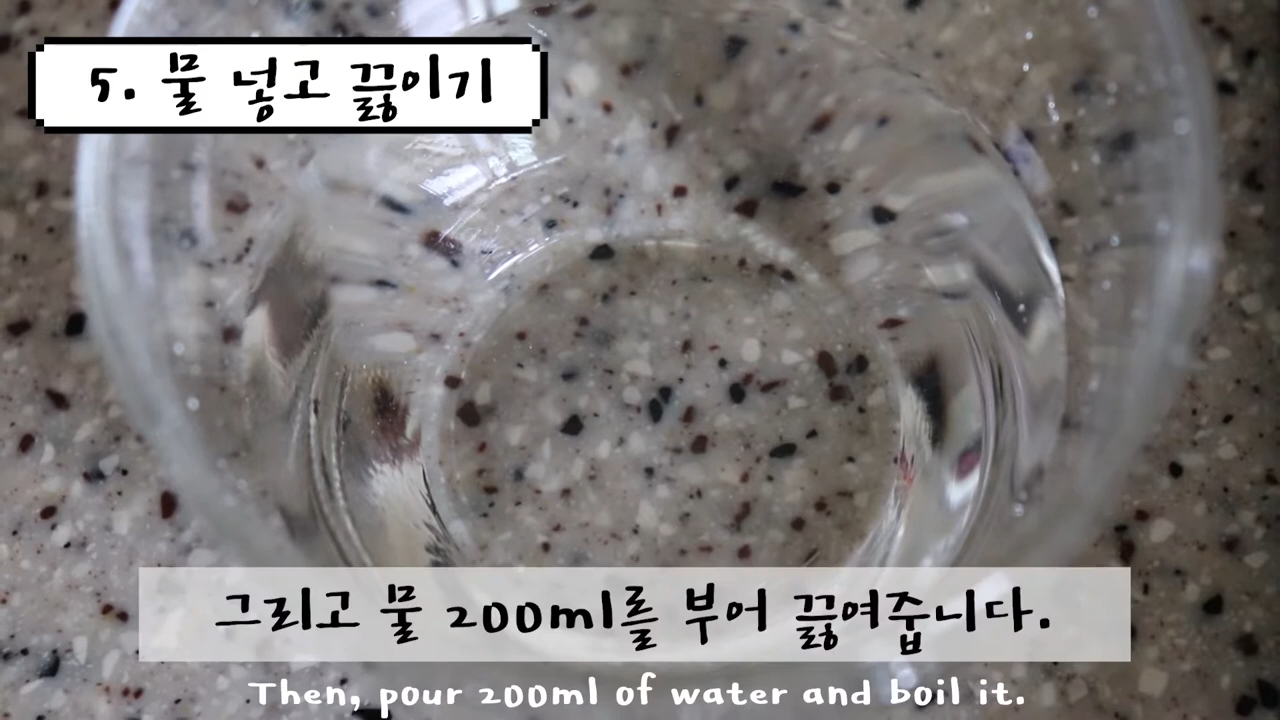 5. 물 넣고 끓이기
그리고 물 200ml를 부어 끓여줍니다.
Then, pour 200ml of water and boil it.